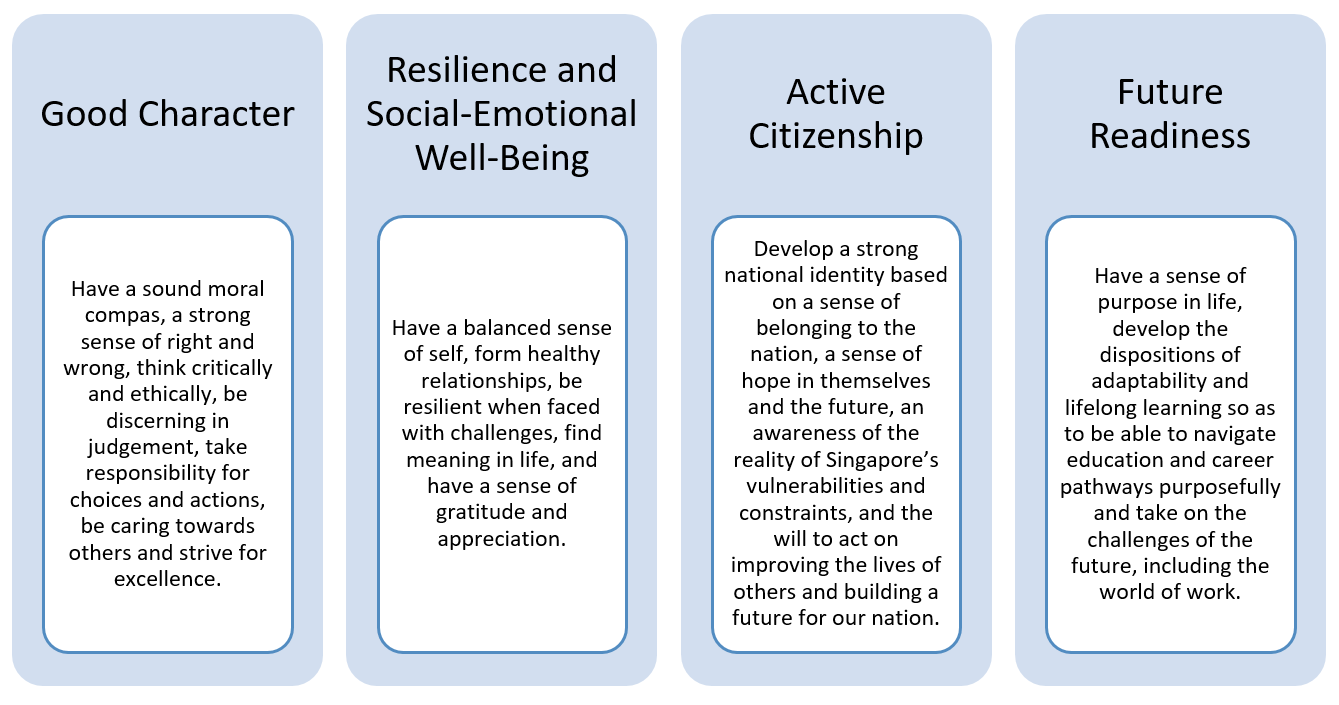 Good Character
Have a sound moral
compas, a strong
sense of right and
wrong, think critically
and ethically, be
discerning in
judgement, take
responsibility for
choices and actions,
be caring towards
others and strive for
excellence.
Resilience and
Social-Emotional
Well-Being
Have a balanced sense
of self, form healthy
relationships, be
resilient when faced
with challenges, find
meaning in life, and
have a sense of
gratitude and
appreciation.
Active
Citizenship
Develop a strong
national identity based
on a sense of
belonging to the
nation, a sense of
hope in themselves
and the future, an
awareness of the
reality of Singapore’s
vulnerabilities and
constraints, and the
will to act on
improving the lives of
others and building a
future for our nation.
Future
Readiness
Have a sense of
purpose in life,
develop the
dispositions of
adaptability and
lifelong learning so as
to be able to navigate
education and career
pathways purposefully
and take on the
challenges of the
future, including the
world of work.